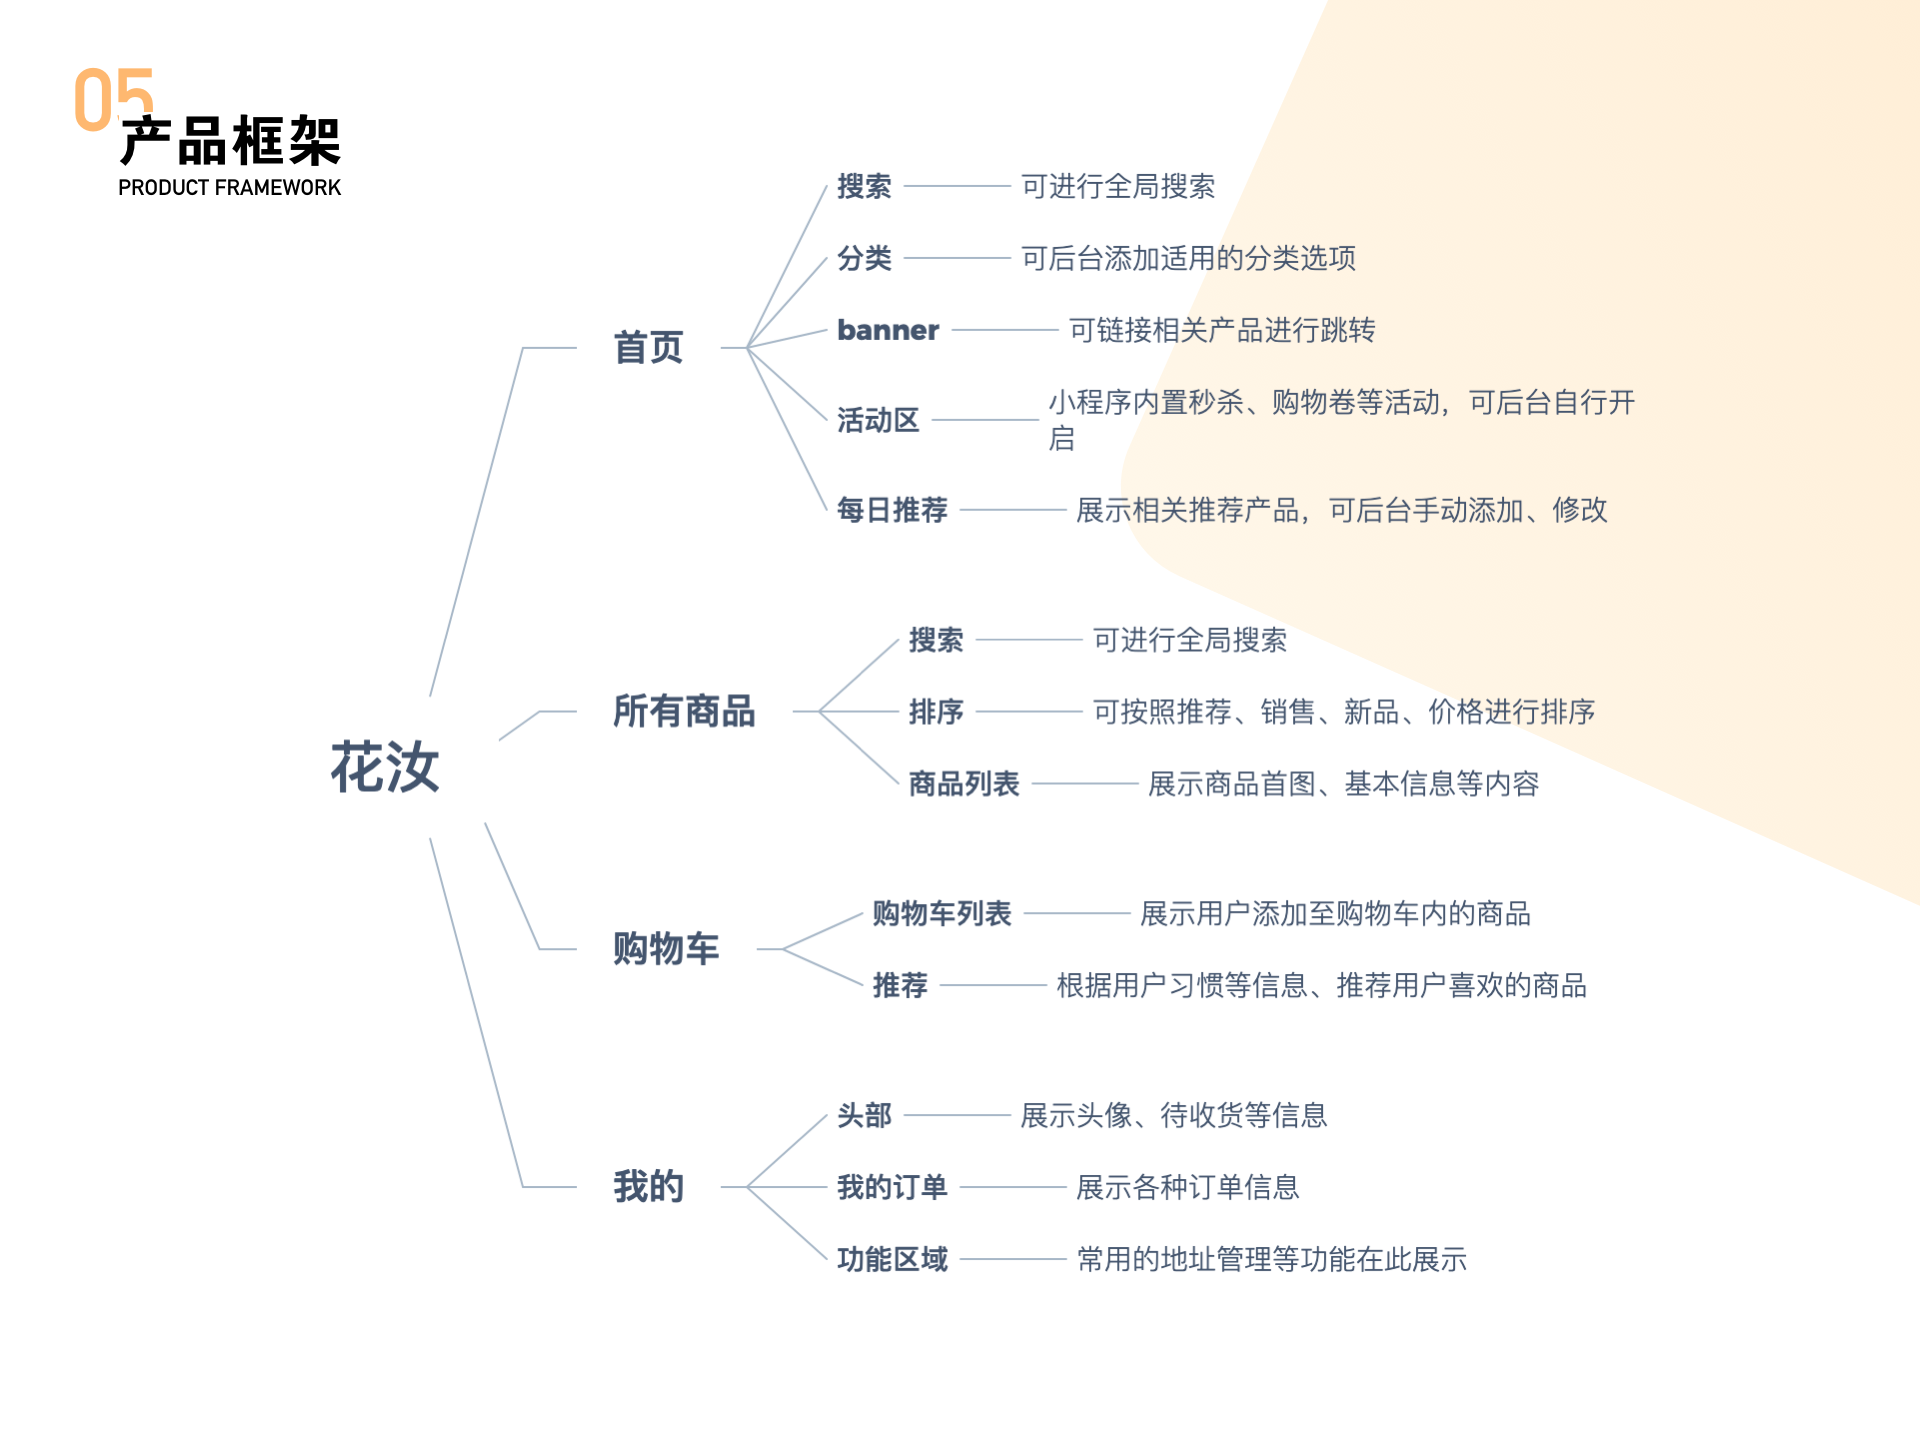 05
产品框架
PRODUCT FRAMEWORK
花汝
首页
搜索
可进行全局搜索
分类
可后台添加适用的分类选项
banner
可链接相关产品进行跳转
活动区
小程序内置秒杀、购物卷等活动，可后台自行开
启
每日推荐
展示相关推荐产品，可后台手动添加、修改
所有商品
搜索
可进行全局搜索
排序
可按照推荐、销售、新品、价格进行排序
商品列表
展示商品首图、基本信息等内容
购物车
购物车列表
展示用户添加至购物车内的商品
推荐
根据用户习惯等信息、推荐用户喜欢的商品
我的
头部
展示头像、待收货等信息
我的订单
展示各种订单信息
功能区域
常用的地址管理等功能在此展示